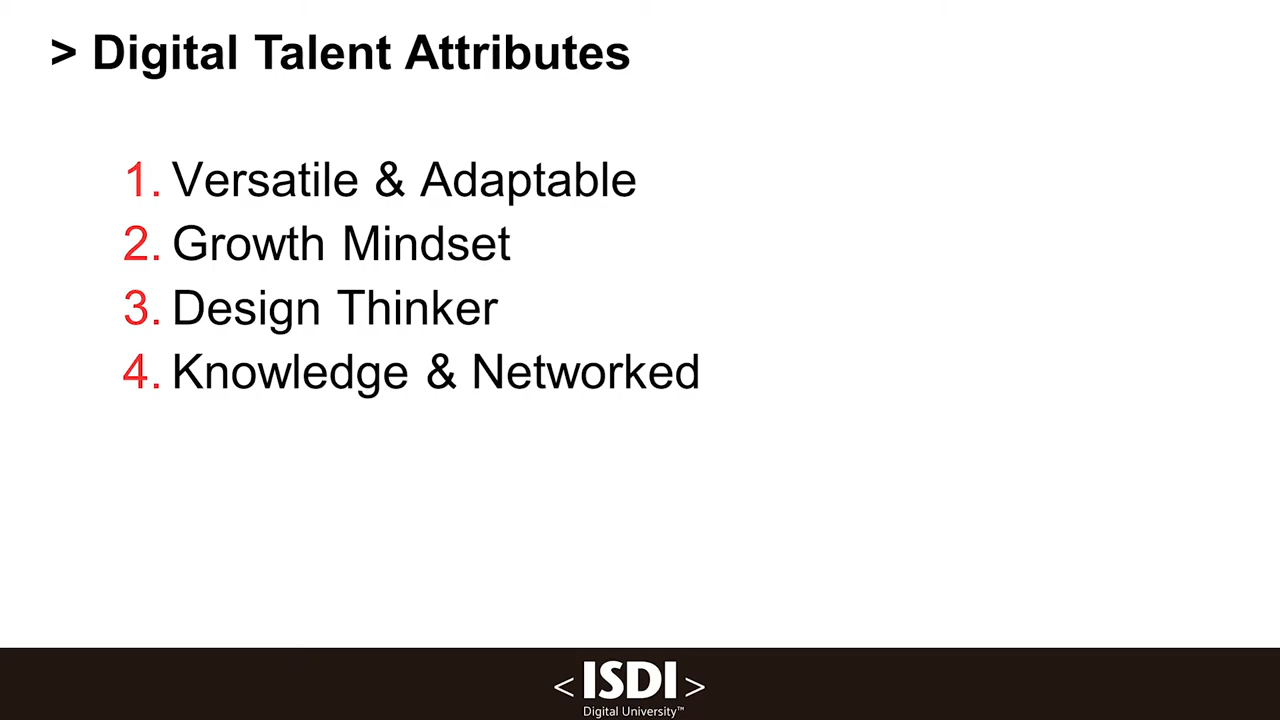 > Digital Talent Attributes
1. Versatile & Adaptable
2. Growth Mindset
3. Design Thinker
4. Knowledge & Networked
<ISDI>
Digital University™